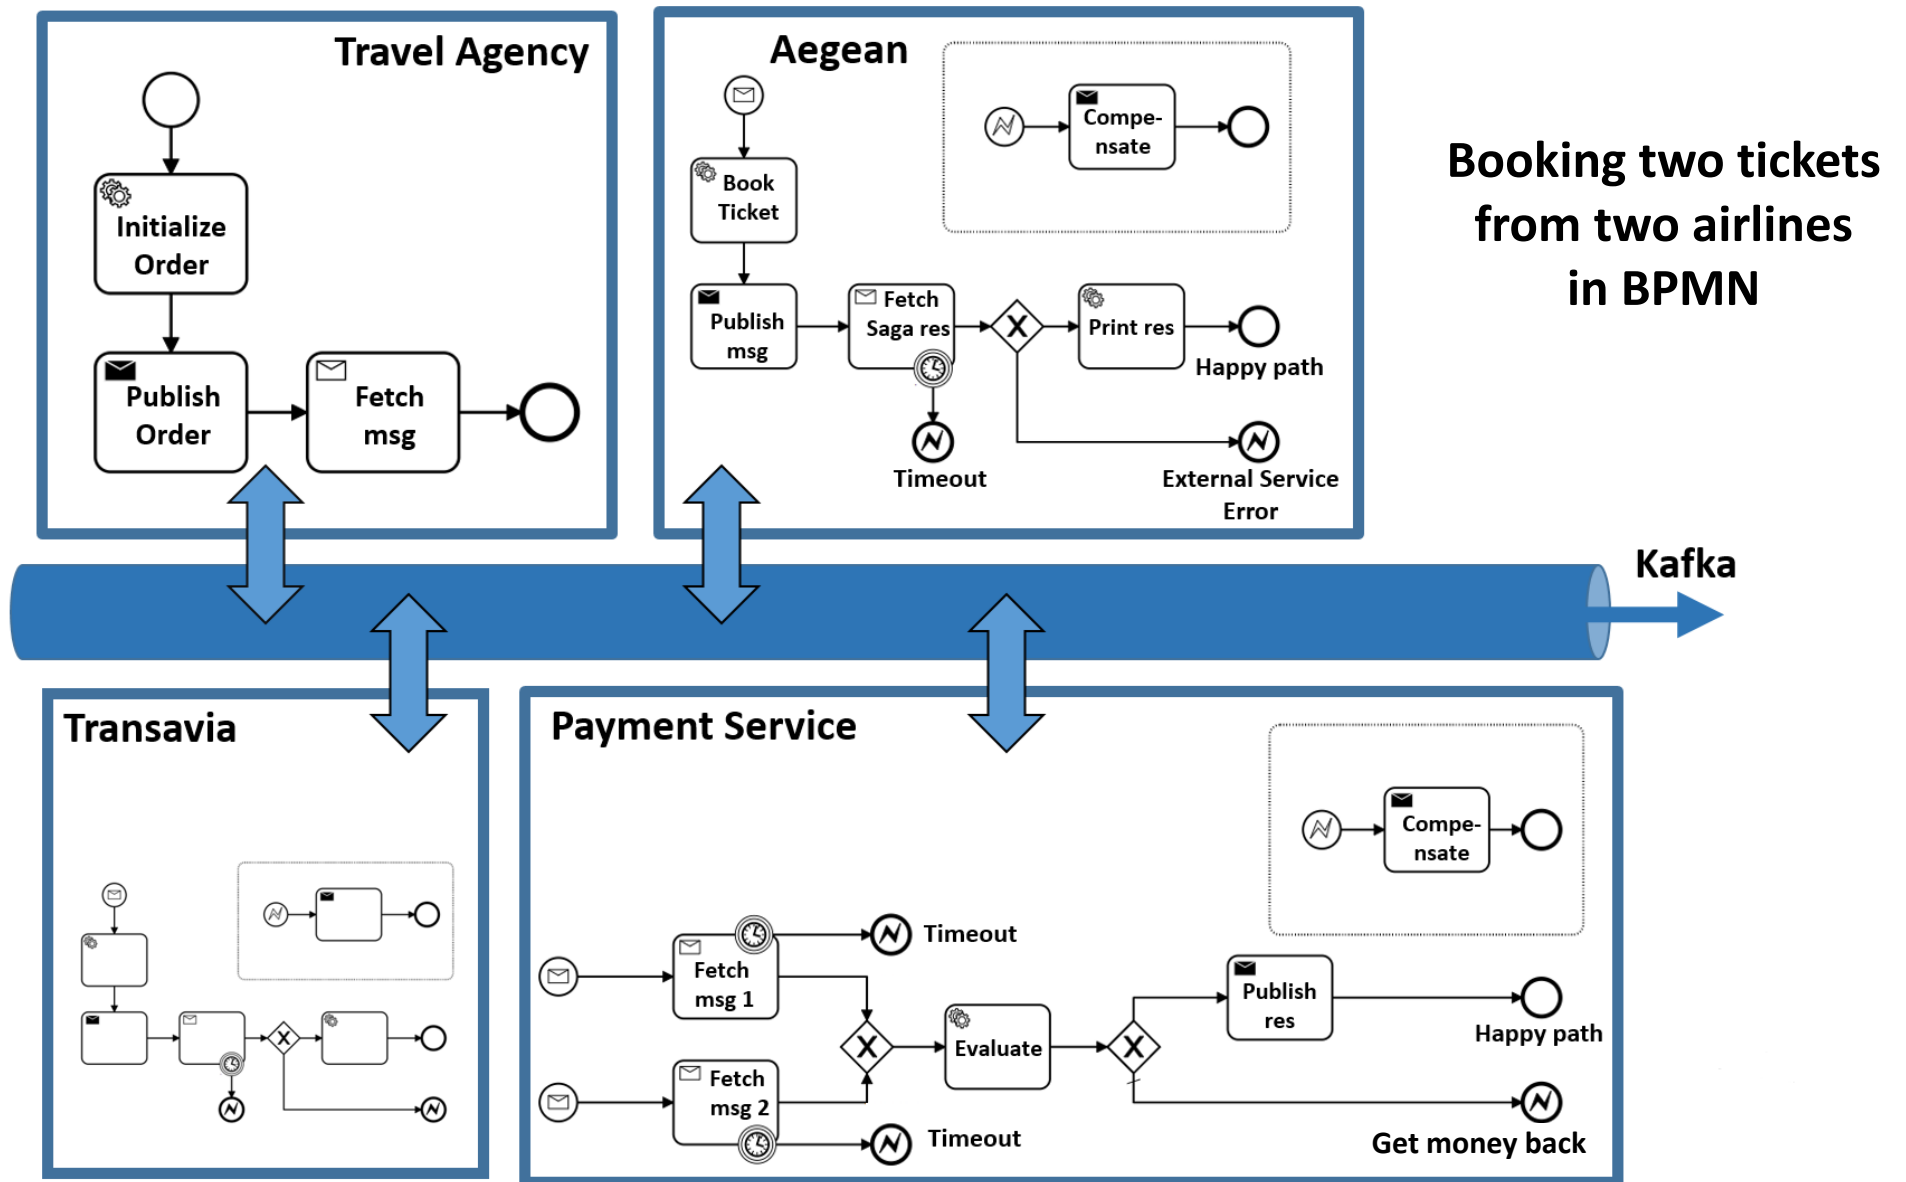 Travel Agency
Initialize
Order
Publish
Order
Fetch
msg
Aegean
Compe-
nsate
Book
Ticket
Publish
msg
Fetch
Saga res
X
Print res
Happy path
Timeout
External Service
Error
Booking two tickets
from two airlines
in BPMN
Kafka
Transavia
X
Payment Service
Compe-
nsate
Timeout
Fetch
msg 1
Fetch
msg 2
Timeout
X
Evaluate
X
Publish
res
Happy path
Get money back